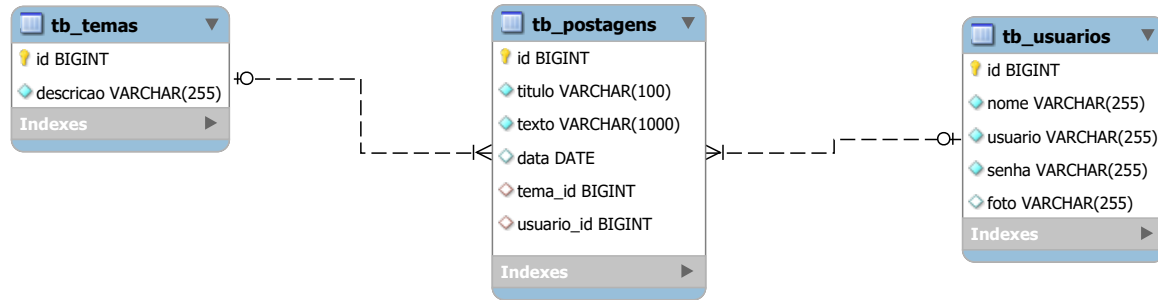 tb_temas
id BIGINT
descricao VARCHAR(255)
Indexes
tb_postagens
id BIGINT
titulo VARCHAR(100)
texto VARCHAR(1000)
data DATE
tema_id BIGINT
usuario_id BIGINT
Indexes
tb_usuarios
id BIGINT
nome VARCHAR(255)
usuario VARCHAR(255)
senha VARCHAR(255)
foto VARCHAR(255)
Indexes